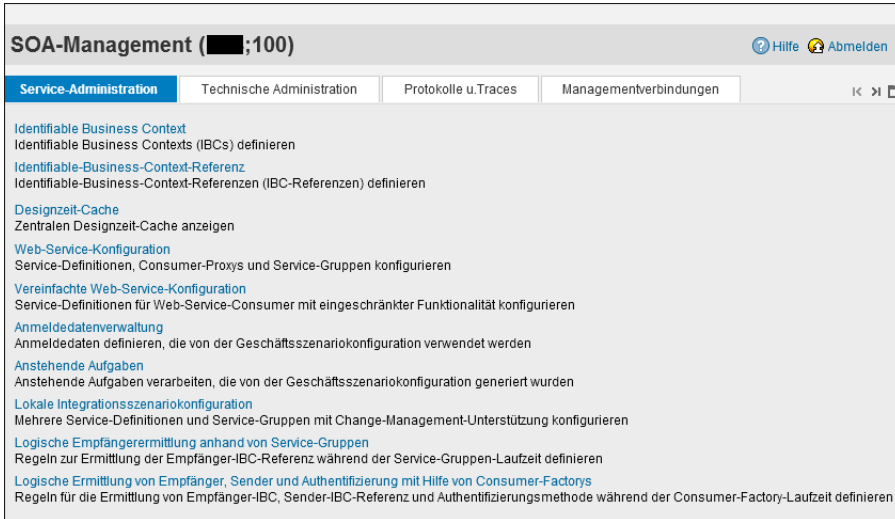 SOA-Management ( ;100)
Hilfe Abmelden
Service-Administration Technische Administration Protokolle u.Traces Managementverbindungen
Identifiable Business Context
Identifiable Business Contexts (IBCs) definieren
Identifiable-Business-Context-Referenz
Identifiable-Business-Context-Referenzen (IBC-Referenzen) definieren
Designzeit-Cache
Zentralen Designzeit-Cache anzeigen
Web-Service-Konfiguration
Service-Definitionen, Consumer-Proxys und Service-Gruppen konfigurieren
Vereinfachte Web-Service-Konfiguration
Service-Definitionen für Web-Service-Consumer mit eingeschränkter Funktionalität konfigurieren
Anmeldedatenverwaltung
Anmeldedaten definieren, die von der Geschäftsszenariokonfiguration verwendet werden
Anstehende Aufgaben
Anstehende Aufgaben verarbeiten, die von der Geschäftsszenariokonfiguration generiert wurden
Lokale Integrationsszenariokonfiguration
Mehrere Service-Definitionen und Service-Gruppen mit Change-Management-Unterstützung konfigurieren
Logische Empfängerermittlung anhand von Service-Gruppen
Regeln zur Ermittlung der Empfänger-IBC-Referenz während der Service-Gruppen-Laufzeit definieren
Logische Ermittlung von Empfänger, Sender und Authentifizierung mit Hilfe von Consumer-Factorys
Regeln für die Ermittlung von Empfänger-IBC, Sender-IBC-Referenz und Authentifizierungsmethode während der Consumer-Factory-Laufzeit definieren